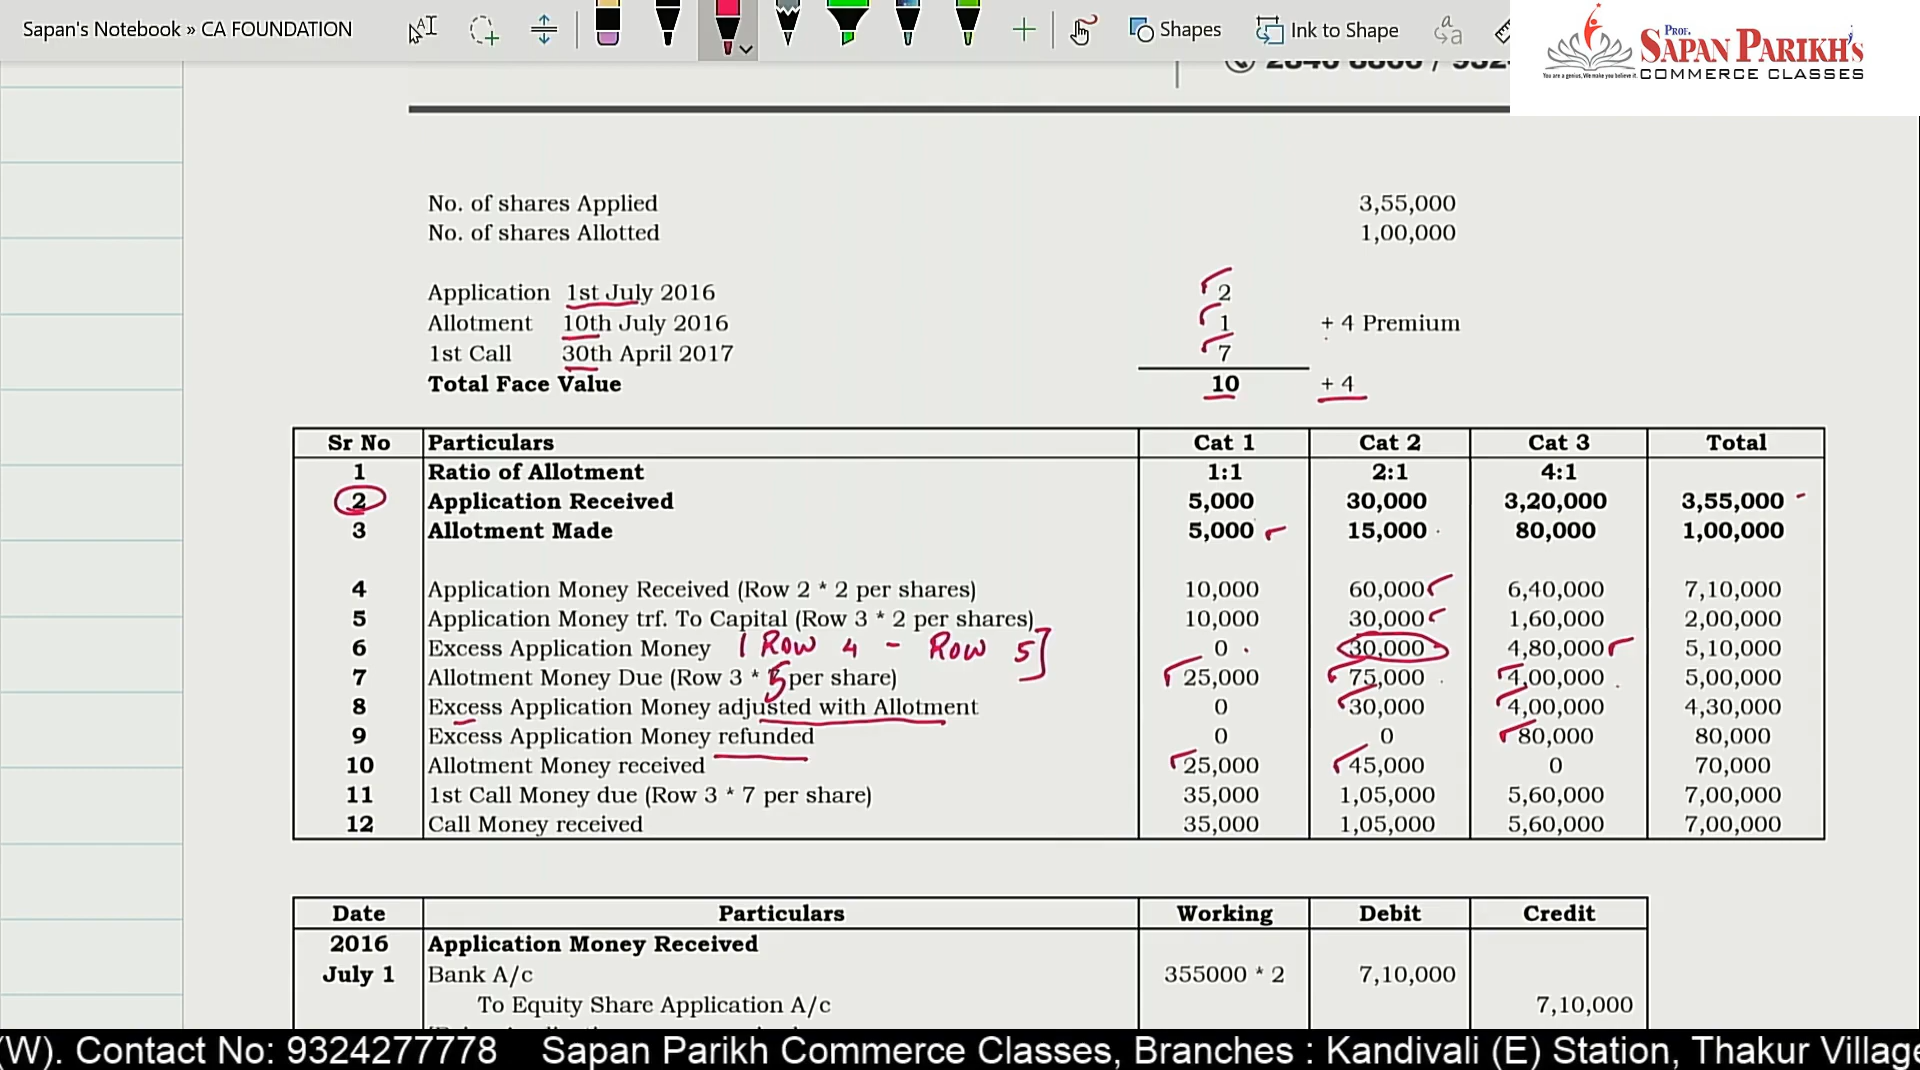 Sapan's Notebook » CA FOUNDATION
Shapes
Ink to Shape
PROF.
SAPAN PARIKH'S
You are a genius, We make you believe it.
COMMERCE CLASSES
No. of shares Applied 3,55,000
No. of shares Allotted 1,00,000
Application 1st July 2016 2
Allotment 10th July 2016 1 + 4 Premium
1st Call 30th April 2017 7
Total Face Value 10 + 4
Sr No Particulars Cat 1 Cat 2 Cat 3 Total
1 Ratio of Allotment 1:1 2:1 4:1
2 Application Received 5,000 30,000 3,20,000 3,55,000
3 Allotment Made 5,000 15,000 80,000 1,00,000
4 Application Money Received (Row 2 * 2 per shares) 10,000 60,000 6,40,000 7,10,000
5 Application Money trf. To Capital (Row 3 * 2 per shares) 10,000 30,000 1,60,000 2,00,000
6 Excess Application Money [Row 4 - Row 5] 0 30,000 4,80,000 5,10,000
7 Allotment Money Due (Row 3 * 5 per share) 25,000 75,000 4,00,000 5,00,000
8 Excess Application Money adjusted with Allotment 0 30,000 4,00,000 4,30,000
9 Excess Application Money refunded 0 0 80,000 80,000
10 Allotment Money received 25,000 45,000 0 70,000
11 1st Call Money due (Row 3 * 7 per share) 35,000 1,05,000 5,60,000 7,00,000
12 Call Money received 35,000 1,05,000 5,60,000 7,00,000
Date Particulars Working Debit Credit
2016 Application Money Received
July 1 Bank A/c 355000 * 2 7,10,000
To Equity Share Application A/c 7,10,000
(W). Contact No: 9324277778 Sapan Parikh Commerce Classes, Branches : Kandivali (E) Station, Thakur Village